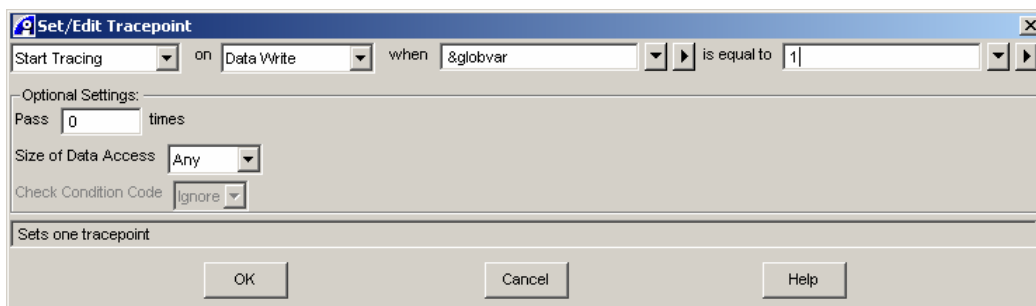 Set/Edit Tracepoint
Start Tracing on Data Write when &globvar is equal to 1
Optional Settings:
Pass 0 times
Size of Data Access Any
Check Condition Code Ignore
Sets one tracepoint
OK Cancel Help